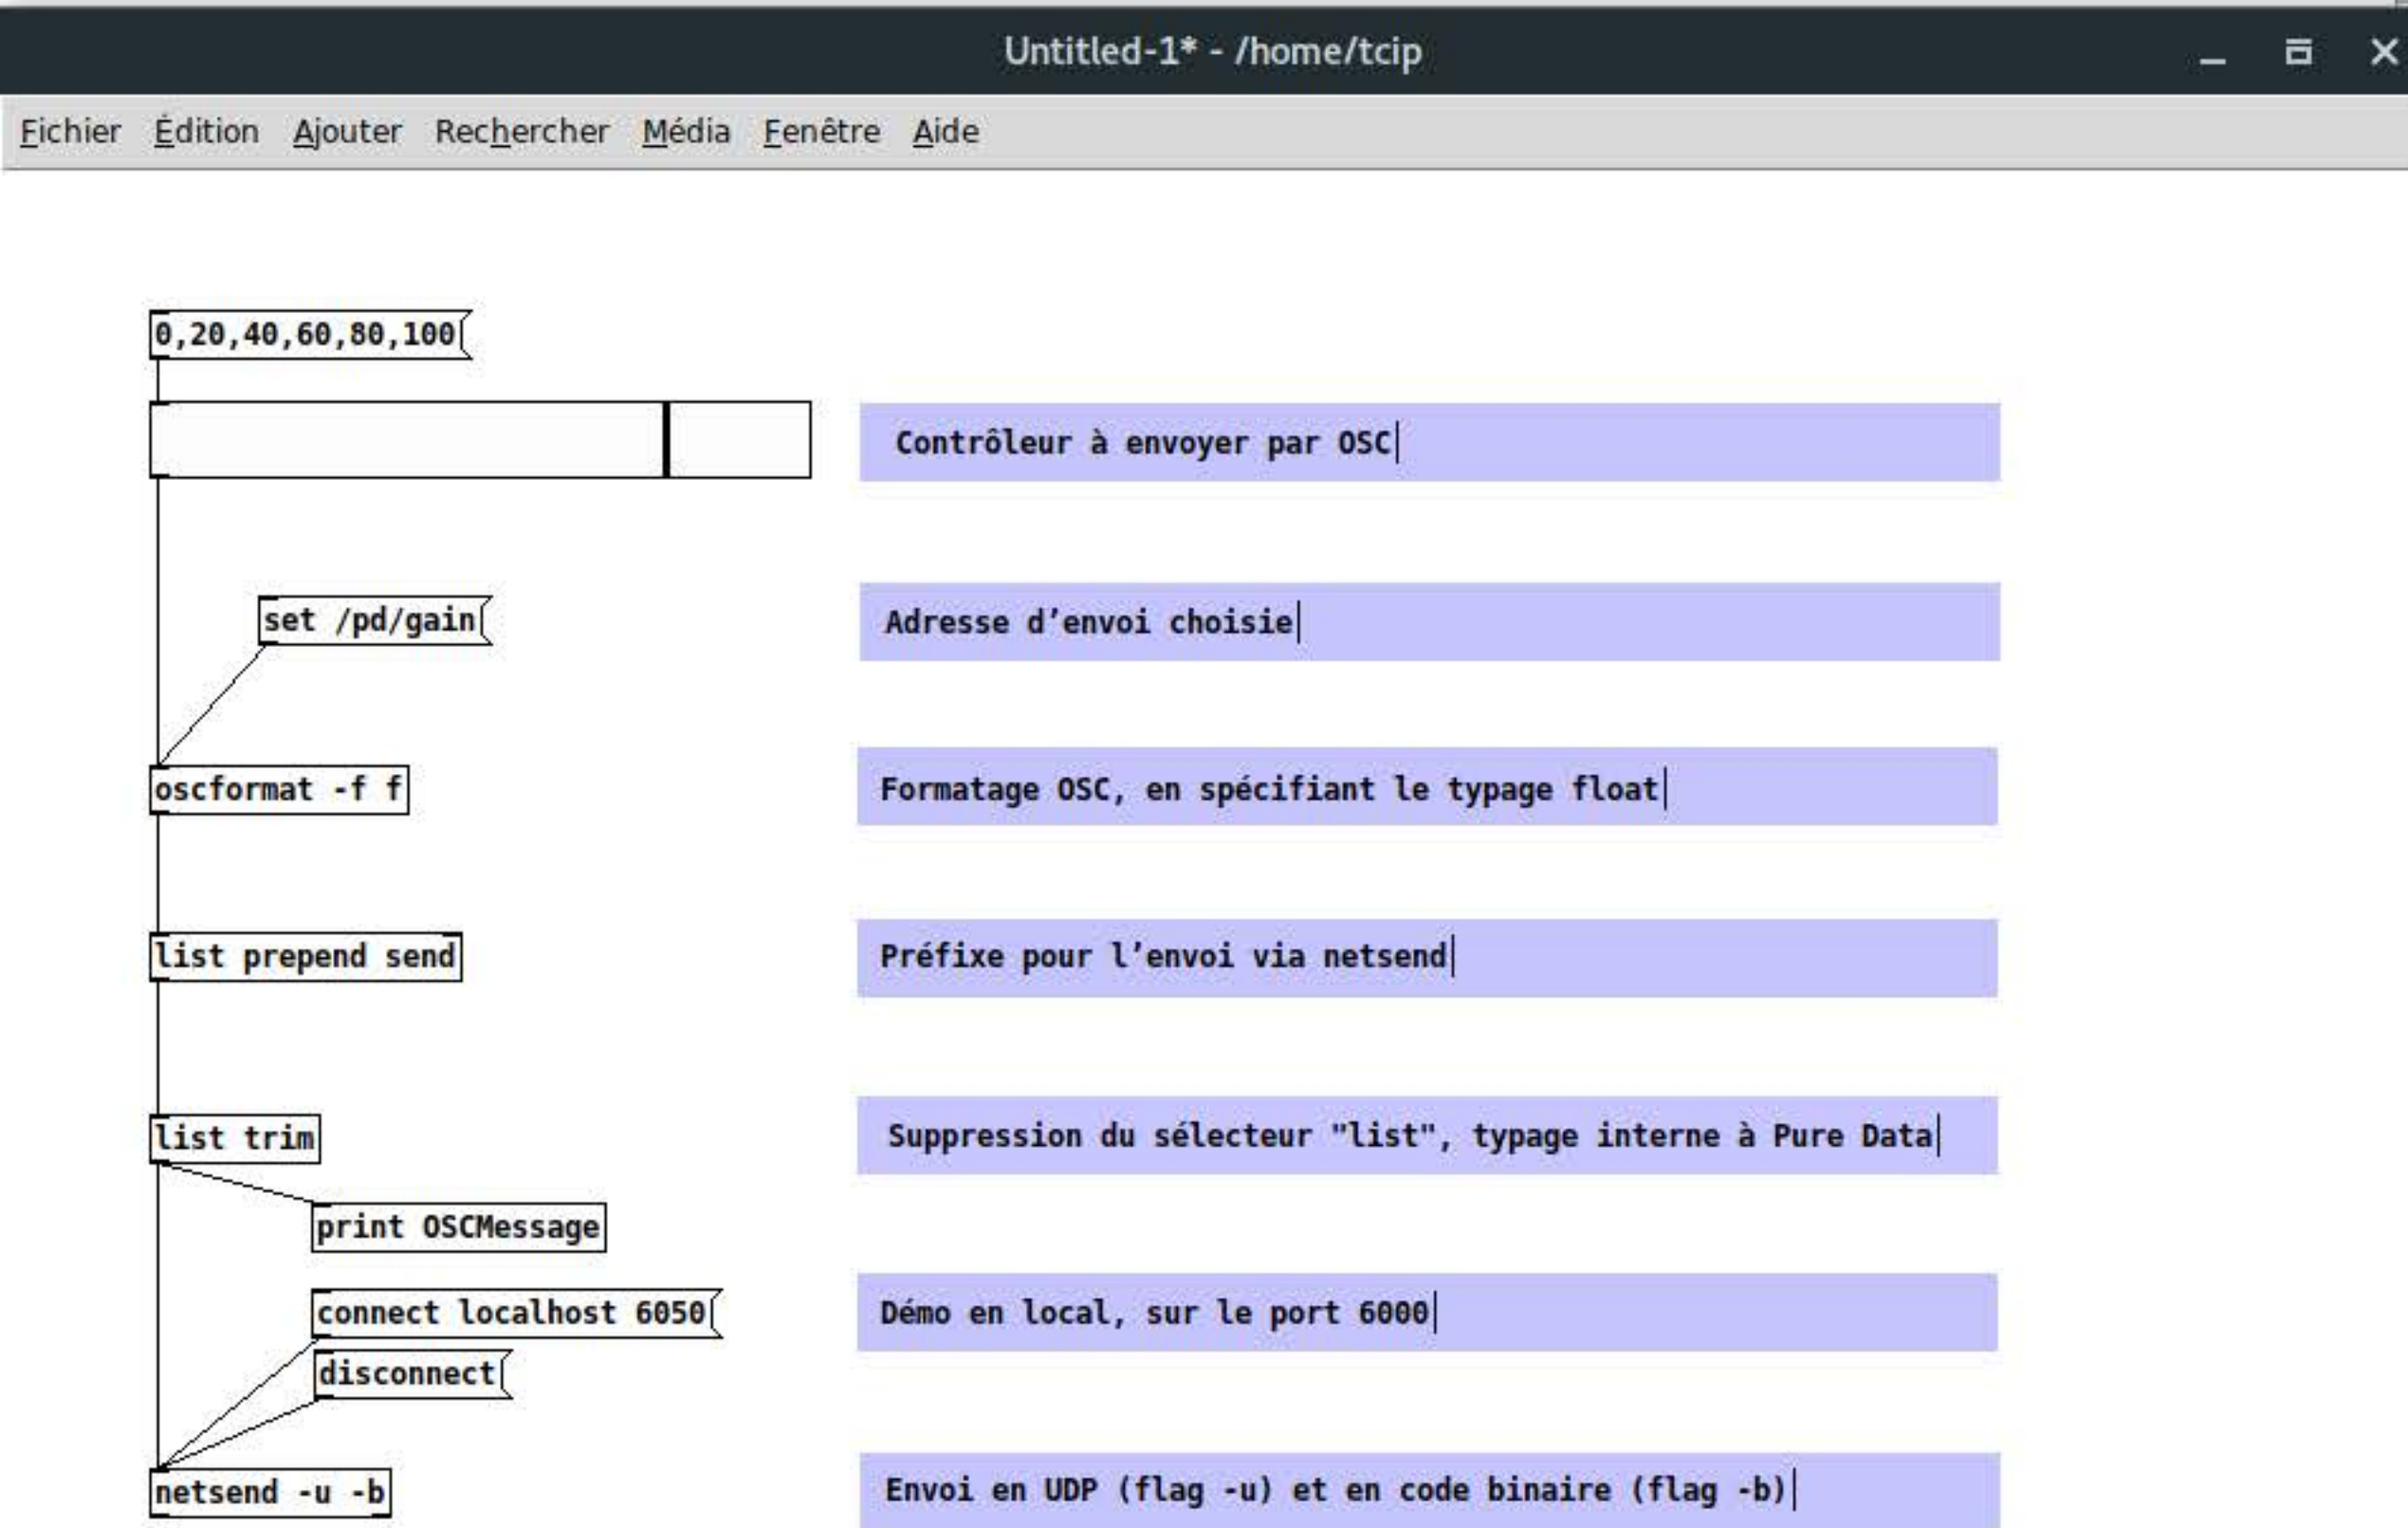 Untitled-1* - /home/tcip
Fichier Édition Ajouter Rechercher Média Fenêtre Aide
0,20,40,60,80,100
Contrôleur à envoyer par OSC
set /pd/gain
Adresse d’envoi choisie
oscformat -f f
Formatage OSC, en spécifiant le typage float
list prepend send
Préfixe pour l’envoi via netsend
list trim
Suppression du sélecteur "list", typage interne à Pure Data
print OSCMessage
connect localhost 6050
Démo en local, sur le port 6000
disconnect
netsend -u -b
Envoi en UDP (flag -u) et en code binaire (flag -b)